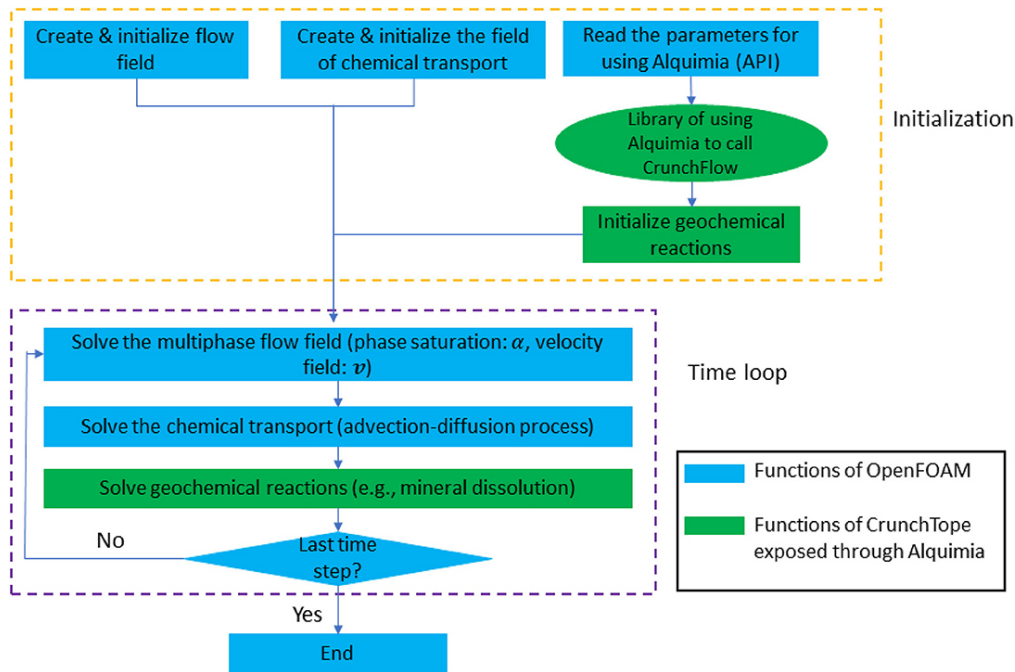 Create & initialize flow
field
Create & initialize the field
of chemical transport
Read the parameters for
using Alquimia (API)
Library of using
Alquimia to call
CrunchFlow
Initialization
Initialize geochemical
reactions
Solve the multiphase flow field (phase saturation: α, velocity
field: v)
Time loop
Solve the chemical transport (advection-diffusion process)
Solve geochemical reactions (e.g., mineral dissolution)
No
Last time
step?
Yes
End
Functions of OpenFOAM
Functions of CrunchTope
exposed through Alquimia